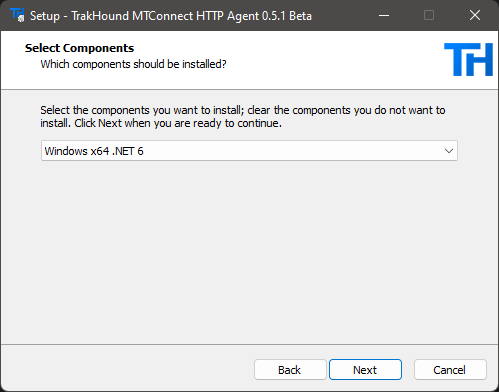 Setup - TrakHound MTConnect HTTP Agent 0.5.1 Beta
Select Components
Which components should be installed?
TH
Select the components you want to install; clear the components you do not want to
install. Click Next when you are ready to continue.
Windows x64 .NET 6
Back
Next
Cancel